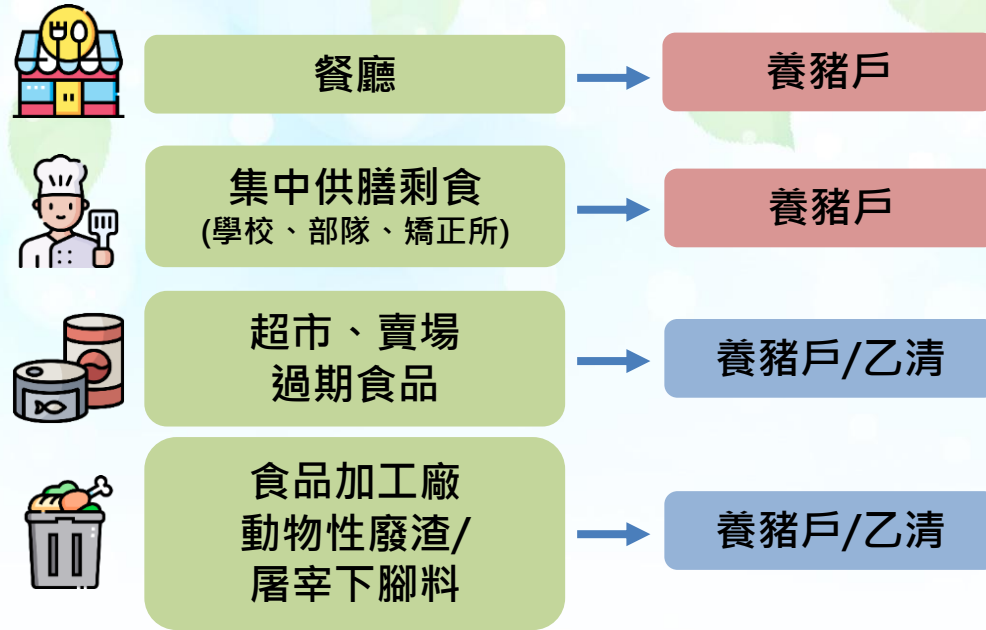 餐廳
養豬戶
集中供膳剩食
(學校、部隊、矯正所)
養豬戶
超市、賣場
過期食品
養豬戶/乙清
食品加工廠
動物性廢渣/
屠宰下腳料
養豬戶/乙清